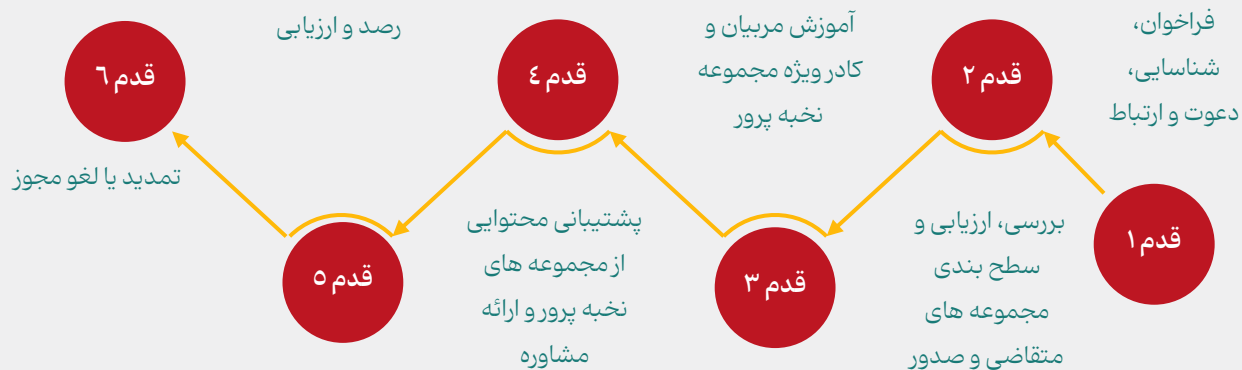 قدم ۱
فراخوان،
شناسایی،
دعوت و ارتباط
قدم ۲
بررسی، ارزیابی و
سطح بندی
مجموعه های
متقاضی و صدور
قدم ۳
آموزش مربیان و
کادر ویژه مجموعه
نخبه پرور
قدم ٤
پشتیبانی محتوایی
از مجموعه های
نخبه پرور و ارائه
مشاوره
قدم ٥
رصد و ارزیابی
قدم ٦
تمدید یا لغو مجوز